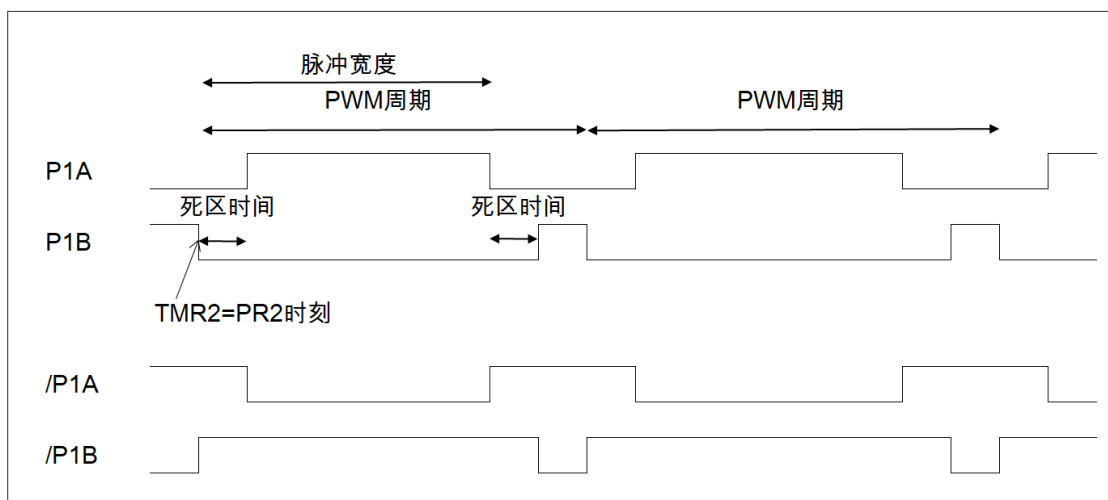 脉冲宽度
PWM周期 PWM周期
P1A
死区时间 死区时间
P1B
TMR2=PR2时刻
/P1A
/P1B